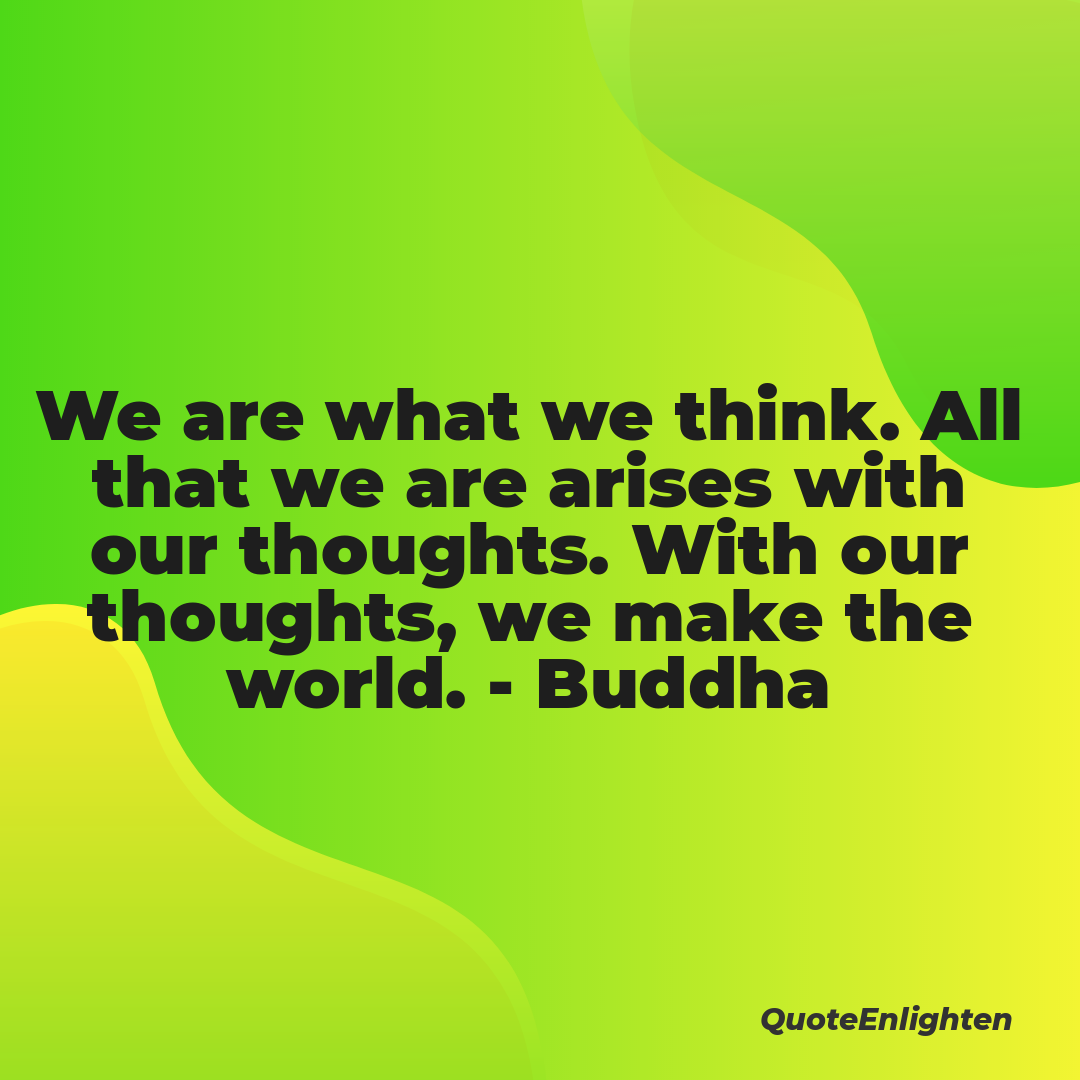 We are what we think. All
that we are arises with
our thoughts. With our
thoughts, we make the
world. - Buddha
QuoteEnlighten